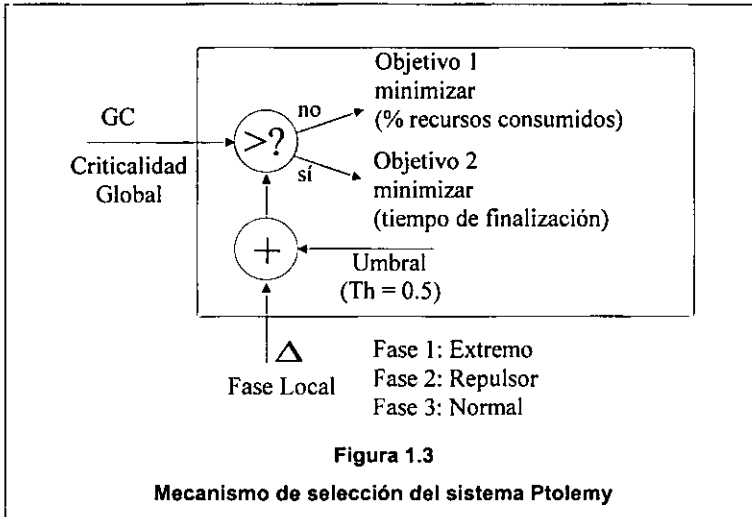 Objetivo 1
minimizar
(% recursos consumidos)
no
GC
>?
Criticalidad
Global
sí
Objetivo 2
minimizar
(tiempo de finalización)
+
Umbral
(Th = 0.5)
Δ
Fase Local
Fase 1: Extremo
Fase 2: Repulsor
Fase 3: Normal
Figura 1.3
Mecanismo de selección del sistema Ptolemy